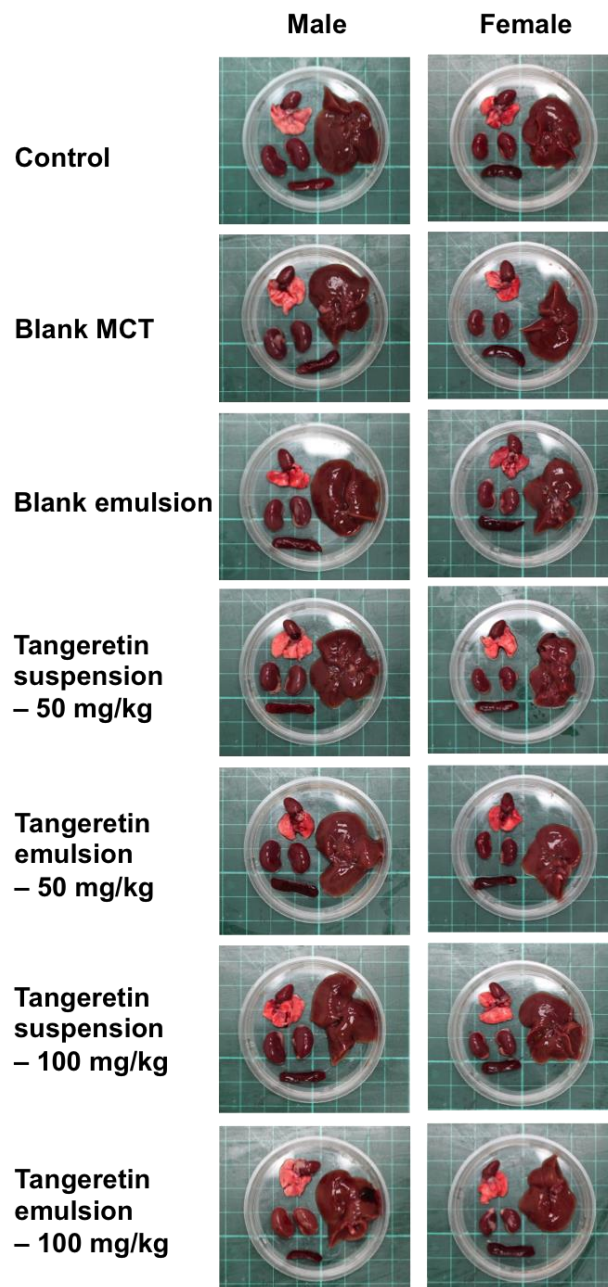 Male Female
Control
Blank MCT
Blank emulsion
Tangeretin
suspension
– 50 mg/kg
Tangeretin
emulsion
– 50 mg/kg
Tangeretin
suspension
– 100 mg/kg
Tangeretin
emulsion
– 100 mg/kg